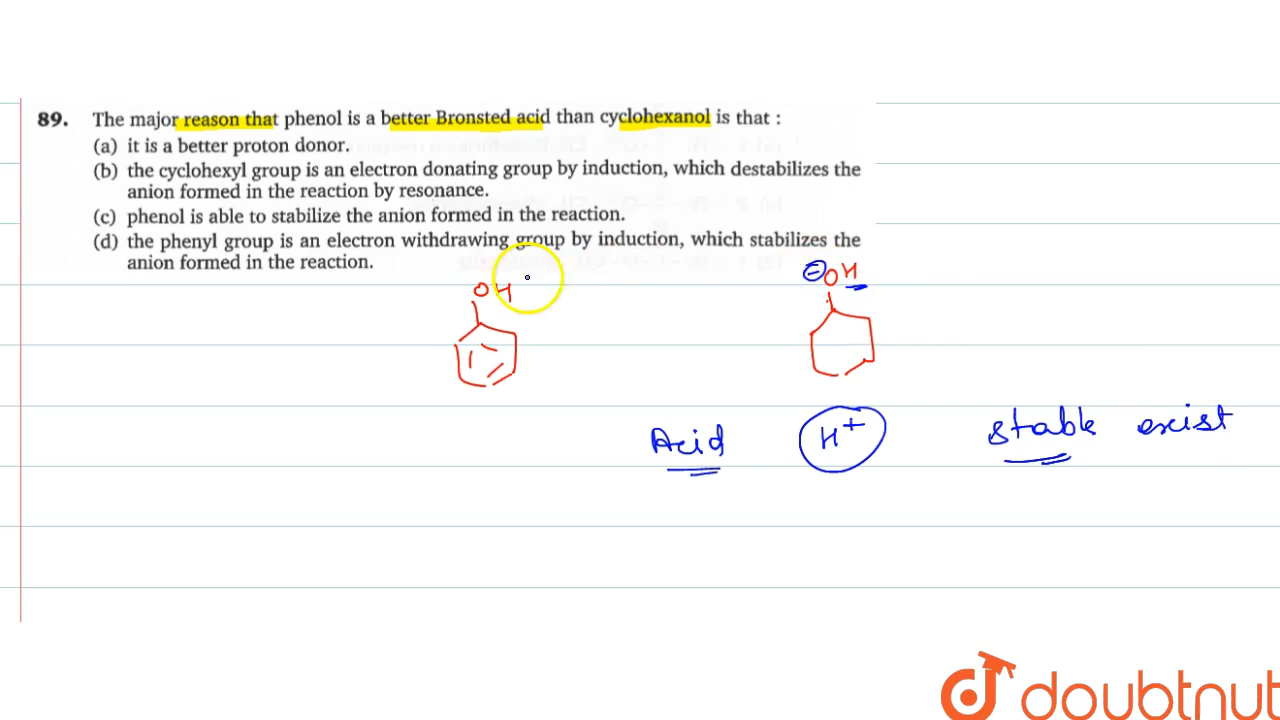 89. The major reason that phenol is a better Bronsted acid than cyclohexanol is that :
(a) it is a better proton donor.
(b) the cyclohexyl group is an electron donating group by induction, which destabilizes the
anion formed in the reaction by resonance.
(c) phenol is able to stabilize the anion formed in the reaction.
(d) the phenyl group is an electron withdrawing group by induction, which stabilizes the
anion formed in the reaction.
OH
⊖OH
Acid H+ stable exist
doubtnut